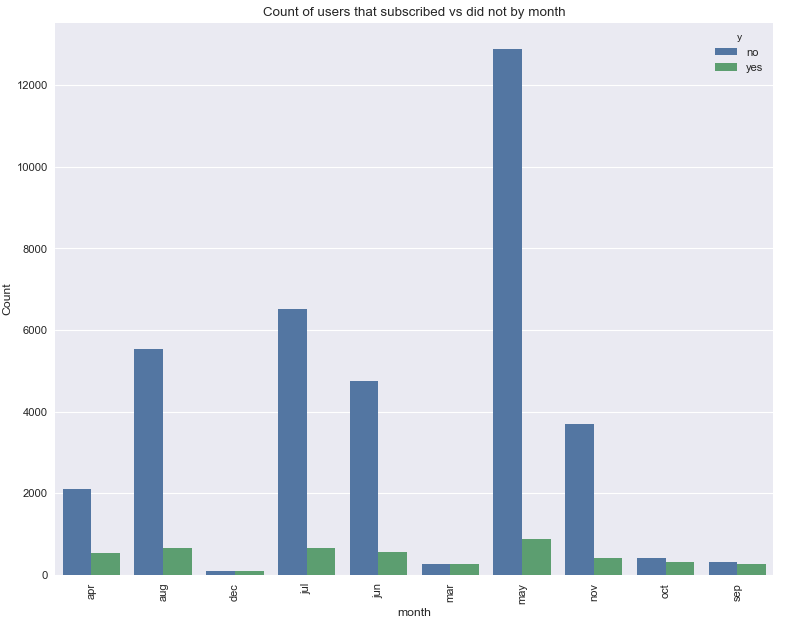 Count of users that subscribed vs did not by month
y
no
yes
12000
10000
8000
6000
4000
2000
0
Count
apr
aug
dec
jul
jun
mar
may
nov
oct
sep
month